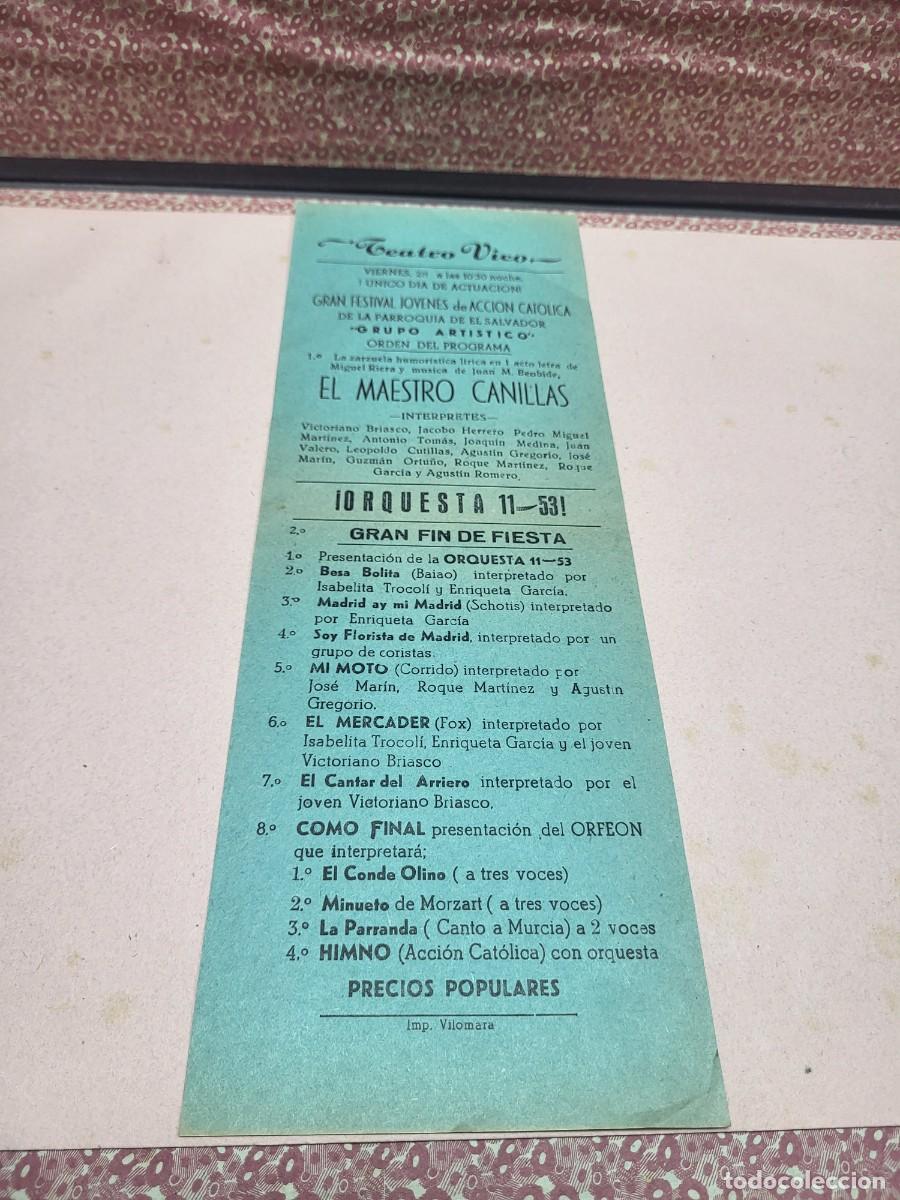 Teatro Vico.
VIERNES, 28 a las 10'30 noche,
¡ UNICO DIA DE ACTUACION!
GRAN FESTIVAL JOVENES de ACCION CATOLICA
DE LA PARROQUIA DE EL SALVADOR
"GRUPO ARTISTICO"
ORDEN DEL PROGRAMA
1.º La zarzuela humorística lírica en 1 acto letra de
Miguel Riera y musica de Juan M. Beobide,
EL MAESTRO CANILLAS
—INTERPRETES—
Victoriano Briasco, Jacobo Herrero Pedro Miguel
Martínez, Antonio Tomás, Joaquín Medina, Juan
Valero, Leopoldo Cutillas, Agustín Gregorio, José
Marín, Guzmán Ortuño, Roque Martínez, Roque
García y Agustín Romero.
¡ORQUESTA 11—53!
2.º GRAN FIN DE FIESTA
1.º Presentación de la ORQUESTA 11—53
2.º Besa Bolita (Baiao) interpretado por
Isabelita Trocolí y Enriqueta García.
3.º Madrid ay mi Madrid (Schotis) interpretado
por Enriqueta García
4.º Soy Florista de Madrid, interpretado por un
grupo de coristas.
5.º MI MOTO (Corrido) interpretado por
José Marín, Roque Martínez y Agustín
Gregorio.
6.º EL MERCADER (Fox) interpretado por
Isabelita Trocolí, Enriqueta García y el joven
Victoriano Briasco
7.º El Cantar del Arriero interpretado por el
joven Victoriano Briasco.
8.º COMO FINAL presentación del ORFEON
que interpretará;
1.º El Conde Olino ( a tres voces)
2.º Minueto de Morzart ( a tres voces)
3.º La Parranda ( Canto a Murcia) a 2 voces
4.º HIMNO (Acción Católica) con orquesta
PRECIOS POPULARES
Imp. Vilomara
todocoleccion